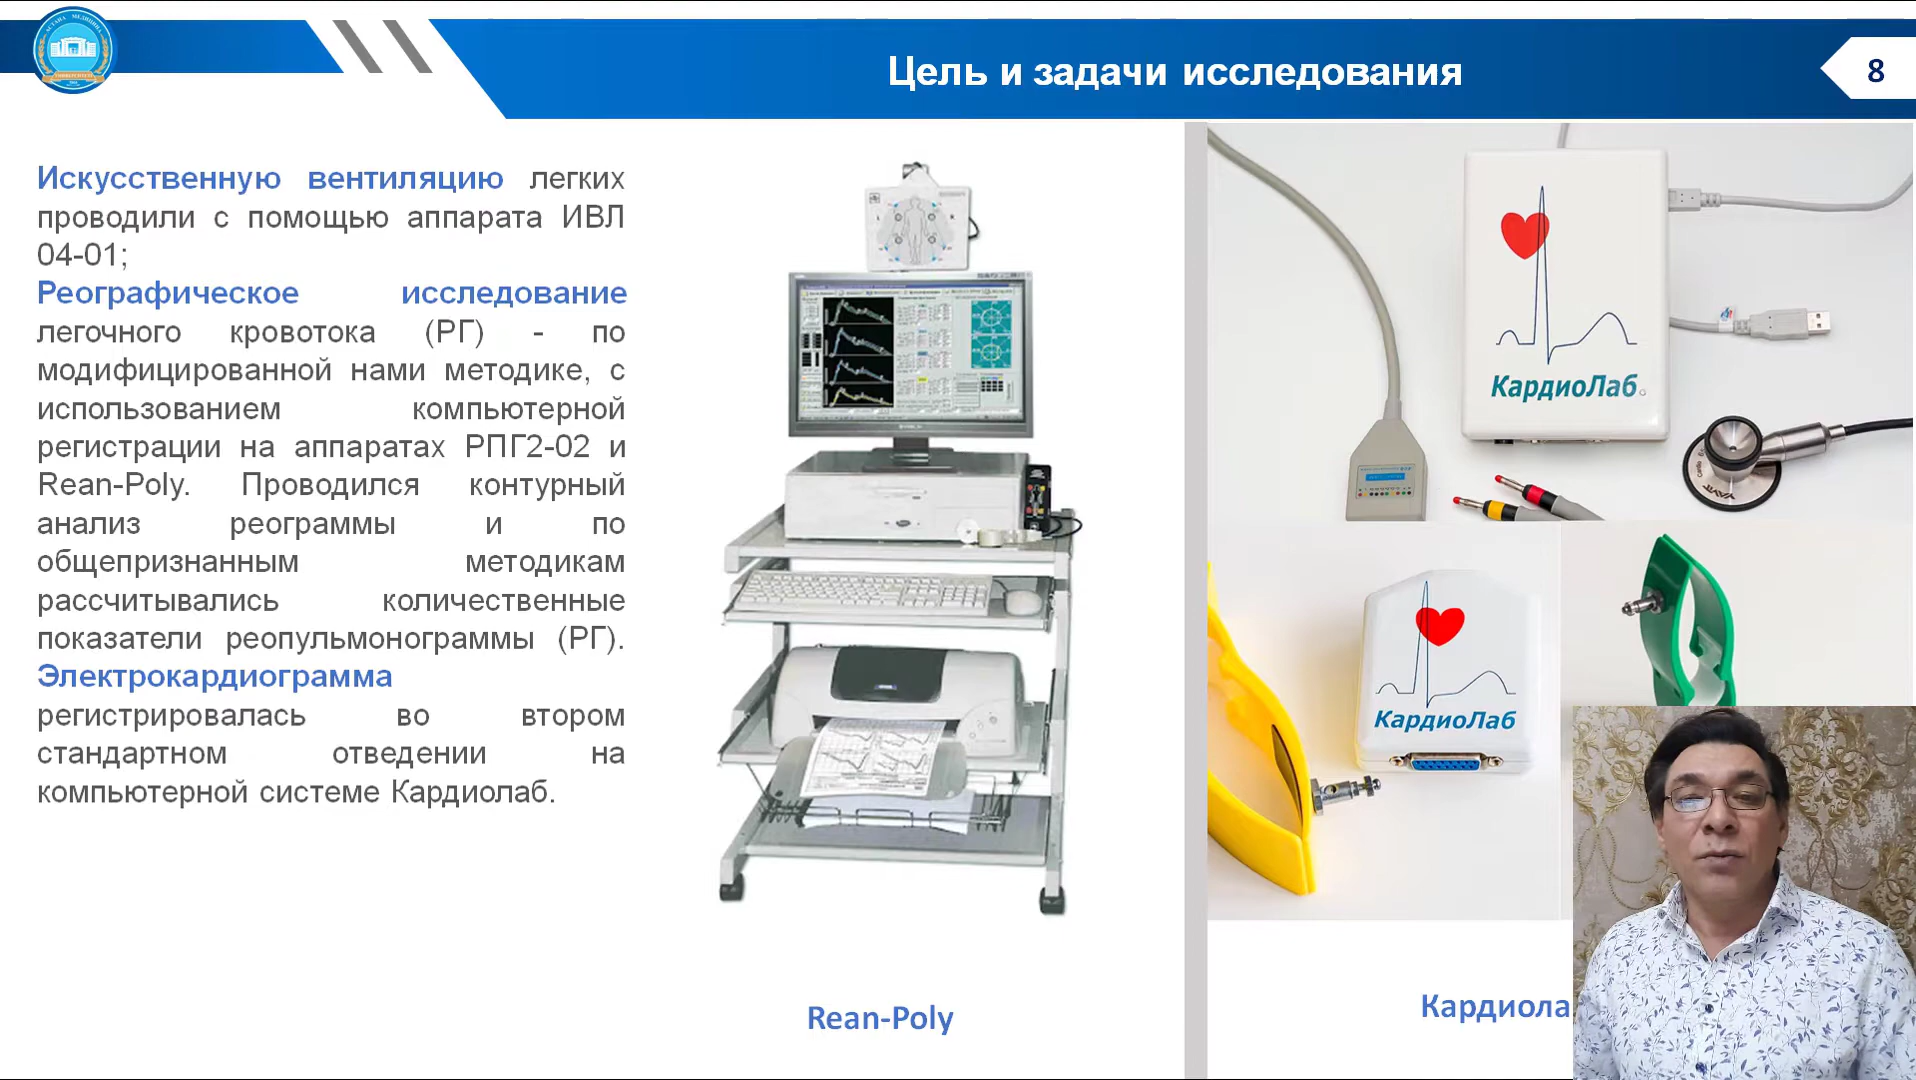 Цель и задачи исследования
8
Искусственную вентиляцию легких
проводили с помощью аппарата ИВЛ
04-01;
Реографическое исследование
легочного кровотока (РГ) - по
модифицированной нами методике, с
использованием компьютерной
регистрации на аппаратах РПГ2-02 и
Rean-Poly. Проводился контурный
анализ реограммы и по
общепризнанным методикам
рассчитывались количественные
показатели реопульмонограммы (РГ).
Электрокардиограмма
регистрировалась во втором
стандартном отведении на
компьютерной системе Кардиолаб.
Rean-Poly
КардиоЛаб
КардиоЛаб
Кардиола